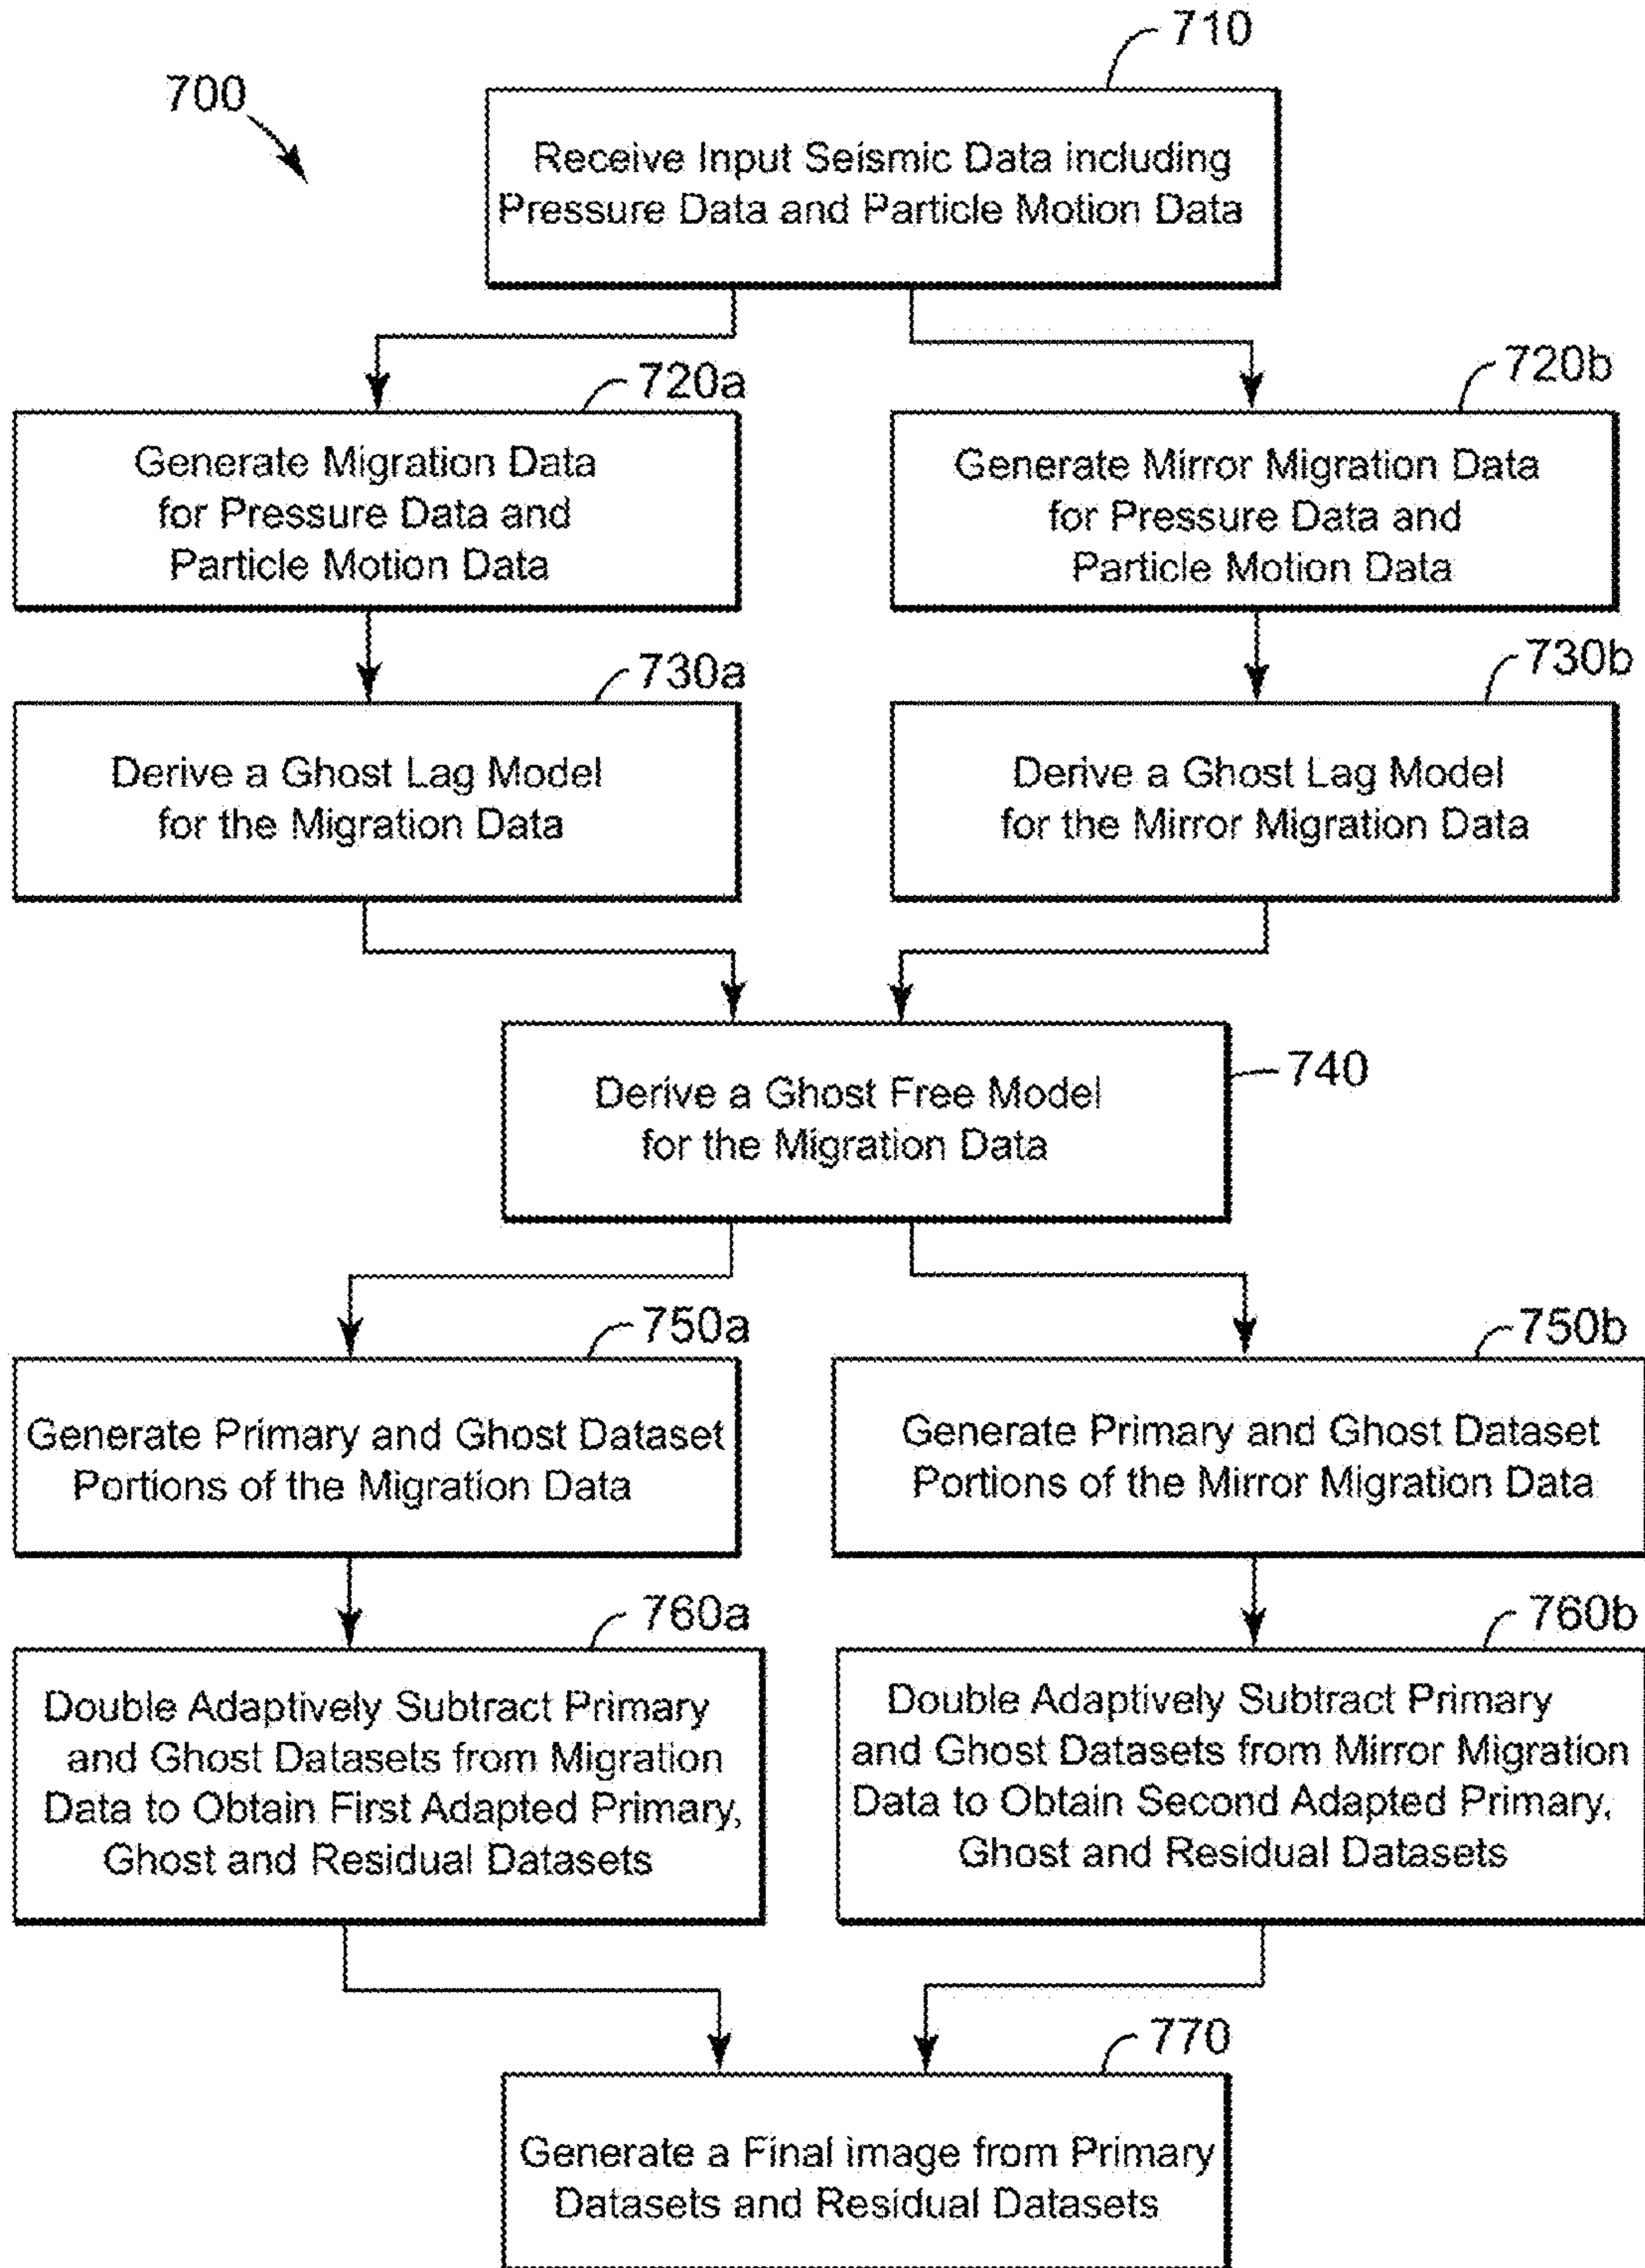 710
700
Receive Input Seismic Data including
Pressure Data and Particle Motion Data
720a
720b
Generate Migration Data
for Pressure Data and
Particle Motion Data
Generate Mirror Migration Data
for Pressure Data and
Particle Motion Data
730a
730b
Derive a Ghost Lag Model
for the Migration Data
Derive a Ghost Lag Model
for the Mirror Migration Data
740
Derive a Ghost Free Model
for the Migration Data
750a
750b
Generate Primary and Ghost Dataset
Portions of the Migration Data
Generate Primary and Ghost Dataset
Portions of the Mirror Migration Data
760a
760b
Double Adaptively Subtract Primary
and Ghost Datasets from Migration
Data to Obtain First Adapted Primary,
Ghost and Residual Datasets
Double Adaptively Subtract Primary
and Ghost Datasets from Mirror Migration
Data to Obtain Second Adapted Primary,
Ghost and Residual Datasets
770
Generate a Final image from Primary
Datasets and Residual Datasets